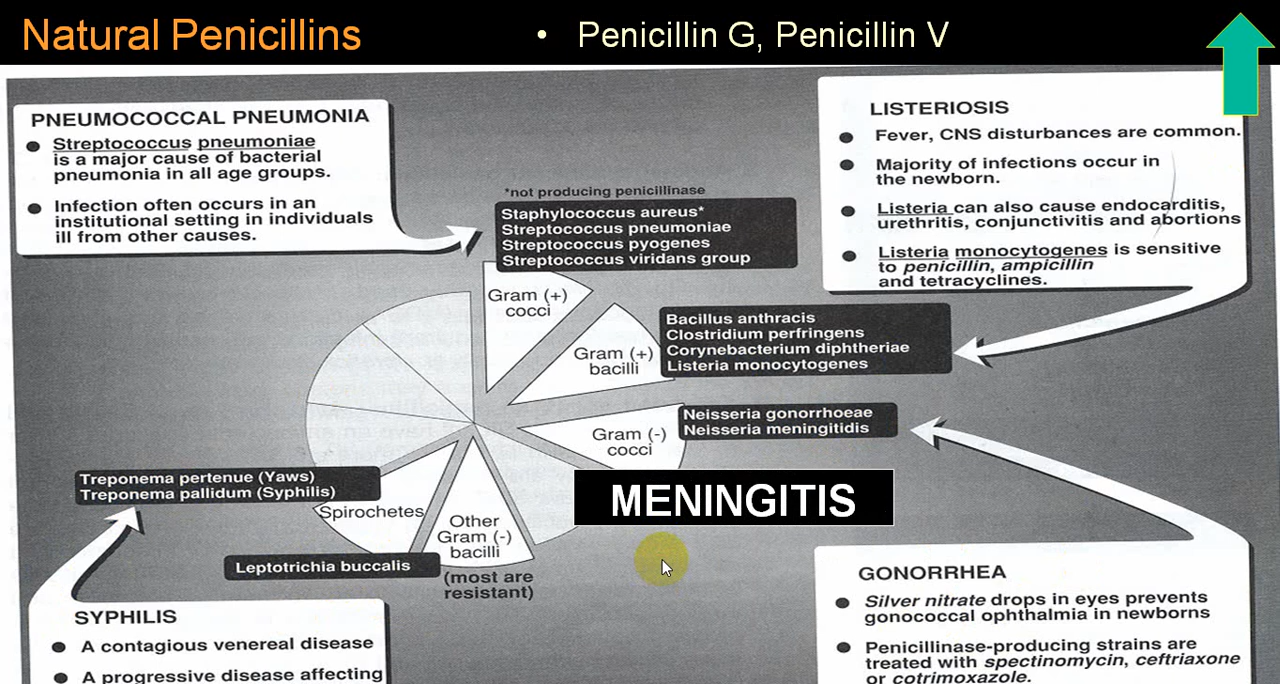 Natural Penicillins
• Penicillin G, Penicillin V
PNEUMOCOCCAL PNEUMONIA
● Streptococcus pneumoniae
is a major cause of bacterial
pneumonia in all age groups.
● Infection often occurs in an
institutional setting in individuals
ill from other causes.
*not producing penicillinase
Staphylococcus aureus*
Streptococcus pneumoniae
Streptococcus pyogenes
Streptococcus viridans group
LISTERIOSIS
● Fever, CNS disturbances are common.
● Majority of infections occur in
the newborn.
● Listeria can also cause endocarditis,
urethritis, conjunctivitis and abortions
● Listeria monocytogenes is sensitive
to penicillin, ampicillin
and tetracyclines.
Gram (+)
cocci
Gram (+)
bacilli
Bacillus anthracis
Clostridium perfringens
Corynebacterium diphtheriae
Listeria monocytogenes
Gram (-)
cocci
Neisseria gonorrhoeae
Neisseria meningitidis
MENINGITIS
Treponema pertenue (Yaws)
Treponema pallidum (Syphilis)
Spirochetes
Other
Gram (-)
bacilli
(most are
resistant)
Leptotrichia buccalis
SYPHILIS
● A contagious venereal disease
● A progressive disease affecting
GONORRHEA
● Silver nitrate drops in eyes prevents
gonococcal ophthalmia in newborns
● Penicillinase-producing strains are
treated with spectinomycin, ceftriaxone
or cotrimoxazole.